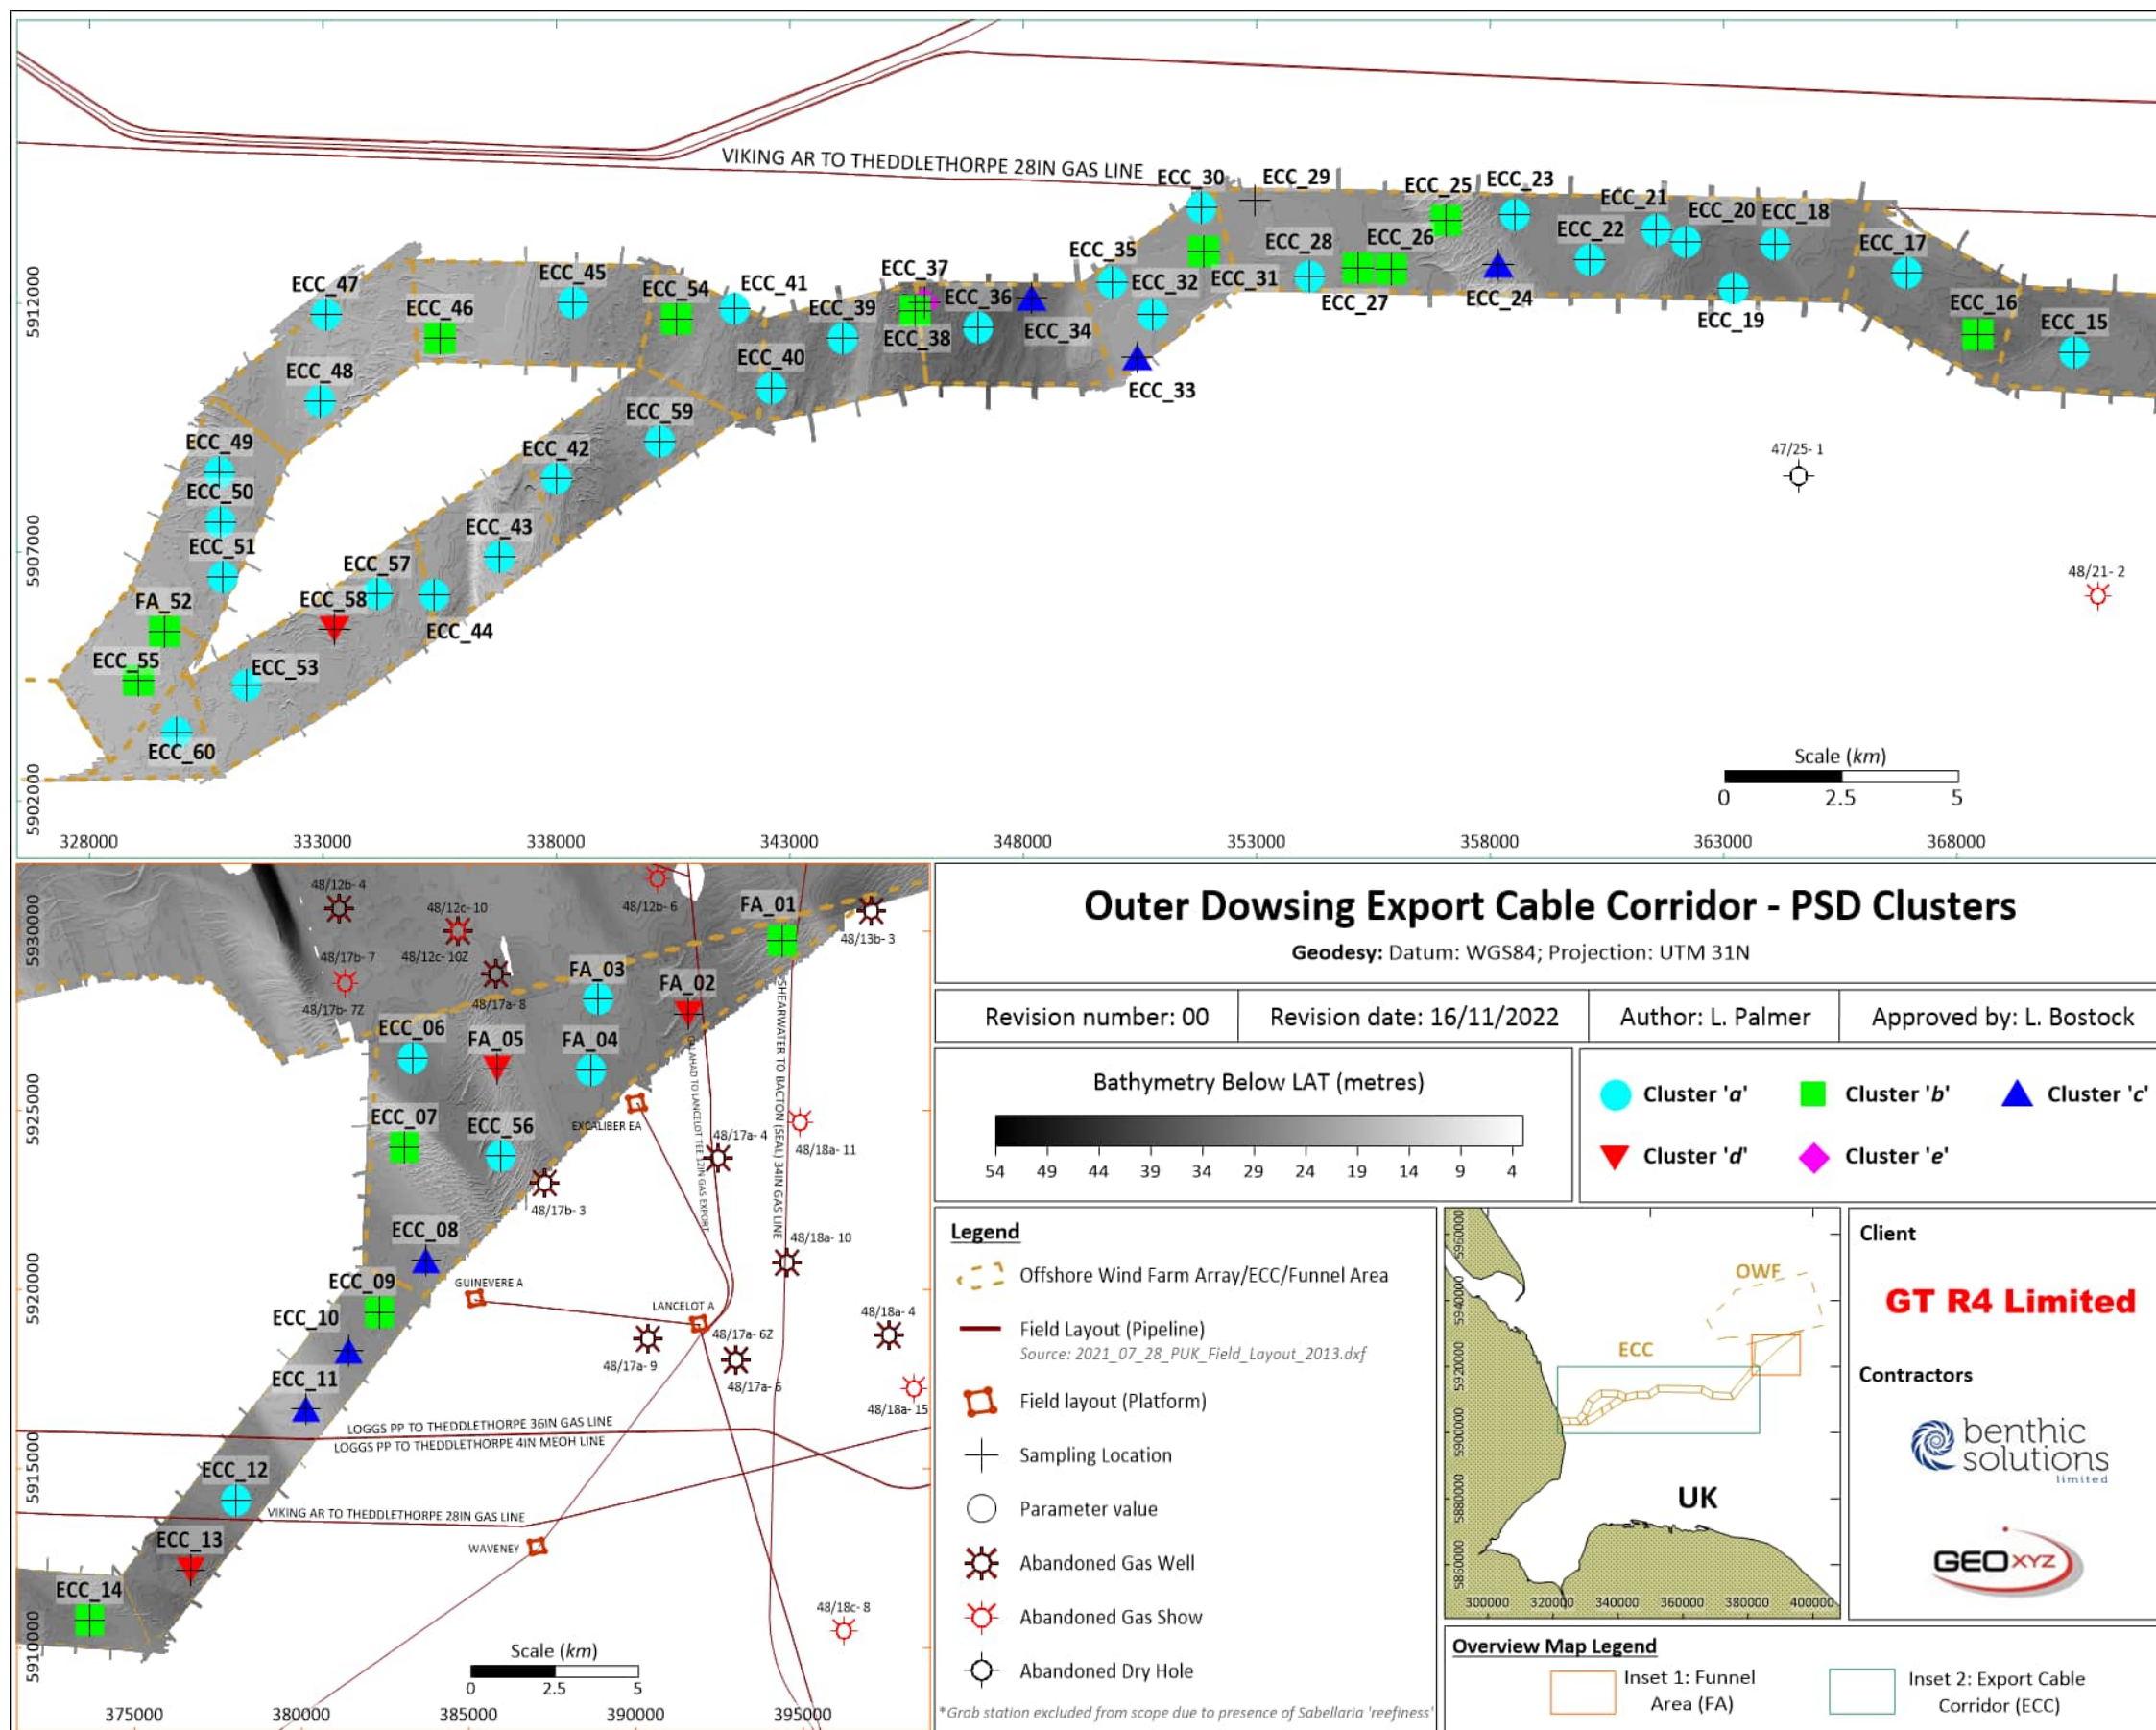 VIKING AR TO THEDDLETHORPE 28IN GAS LINE
ECC_30
ECC_29
ECC_25
ECC_23
ECC_21
ECC_20
ECC_18
ECC_22
ECC_17
ECC_35
ECC_28
ECC_26
ECC_32
ECC_31
ECC_27
ECC_24
ECC_19
ECC_16
ECC_15
ECC_47
ECC_45
ECC_46
ECC_54
ECC_41
ECC_37
ECC_39
ECC_36
ECC_38
ECC_34
ECC_40
ECC_33
ECC_48
ECC_59
ECC_49
ECC_42
ECC_50
ECC_43
ECC_51
ECC_57
FA_52
ECC_58
ECC_44
ECC_55
ECC_53
ECC_60
47/25- 1
48/21- 2
5912000
5907000
5902000
Scale (km)
0 2.5 5
328000 333000 338000 343000 348000 353000 358000 363000 368000
48/12b- 4
48/12c- 10
48/12b- 6
FA_01
48/13b- 3
48/17b- 7
48/12c- 10Z
48/17b- 7Z
48/17a- 8
FA_03
FA_02
ECC_06
FA_05
FA_04
ECC_07
ECC_56
EXCALIBER EA
48/17a- 4
48/18a- 11
48/17b- 3
SHEARWATER TO BACTON (SEAL) 34IN GAS LINE
ECC_08
48/18a- 10
ECC_09
GUINEVERE A
LANCELOT A
48/18a- 4
ECC_10
48/17a- 6Z
48/17a- 9
48/17a- 6
ECC_11
48/18a- 15
LOGGS PP TO THEDDLETHORPE 36IN GAS LINE
LOGGS PP TO THEDDLETHORPE 4IN MEOH LINE
ECC_12
VIKING AR TO THEDDLETHORPE 28IN GAS LINE
ECC_13
WAVENEY
ECC_14
48/18c- 8
5930000
5925000
5920000
5915000
5910000
Scale (km)
0 2.5 5
375000 380000 385000 390000 395000
Outer Dowsing Export Cable Corridor - PSD Clusters
Geodesy: Datum: WGS84; Projection: UTM 31N
Revision number: 00
Revision date: 16/11/2022
Author: L. Palmer
Approved by: L. Bostock
Bathymetry Below LAT (metres)
54 49 44 39 34 29 24 19 14 9 4
Cluster 'a'
Cluster 'b'
Cluster 'c'
Cluster 'd'
Cluster 'e'
Legend
Offshore Wind Farm Array/ECC/Funnel Area
Field Layout (Pipeline)
Source: 2021_07_28_PUK_Field_Layout_2013.dxf
Field layout (Platform)
Sampling Location
Parameter value
Abandoned Gas Well
Abandoned Gas Show
Abandoned Dry Hole
*Grab station excluded from scope due to presence of Sabellaria 'reefiness'
OWF
ECC
UK
5960000
5940000
5920000
5900000
5880000
5860000
300000 320000 340000 360000 380000 400000
Client
GT R4 Limited
Contractors
benthic
solutions
limited
GEOXYZ
Overview Map Legend
Inset 1: Funnel
Area (FA)
Inset 2: Export Cable
Corridor (ECC)